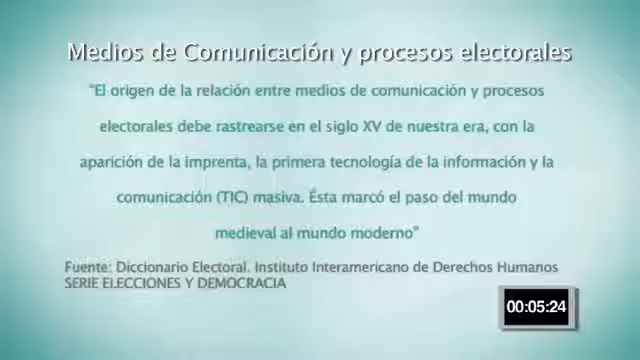 Medios de Comunicación y procesos electorales
"El origen de la relación entre medios de comunicación y procesos
electorales debe rastrearse en el siglo XV de nuestra era, con la
aparición de la imprenta, la primera tecnología de la información y la
comunicación (TIC) masiva. Ésta marcó el paso del mundo
medieval al mundo moderno"
Fuente: Diccionario Electoral. Instituto Interamericano de Derechos Humanos
SERIE ELECCIONES Y DEMOCRACIA
00:05:24